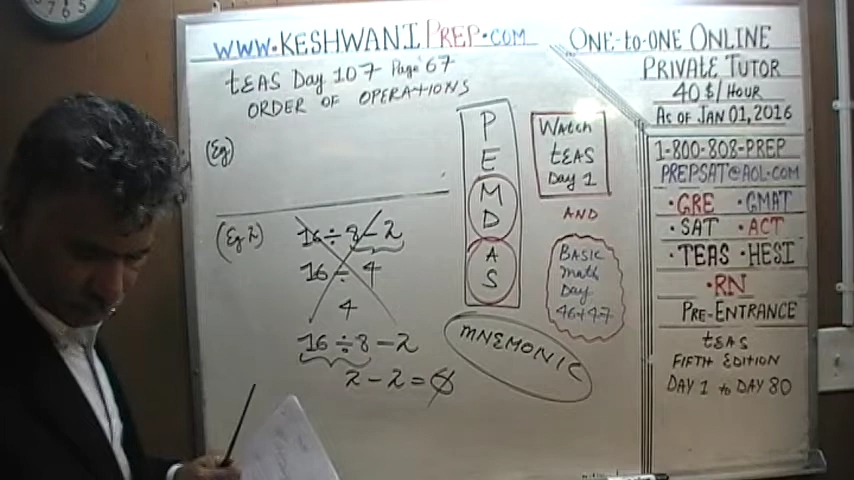 WWW.KESHWANIPREP.COM
tEAS Day 107 Page 67
ORDER OF OPERATIONS
(Eg)
(Eg 2) 16 ÷ 8 - 2
16 ÷ 4
4
16 ÷ 8 - 2
2 - 2 = 0
P
E
M
D
A
S
MNEMONIC
Watch
tEAS
Day 1
AND
BASIC
math
Day
46+47
ONE-to-ONE ONLINE
PRIVATE TUTOR
40$/HOUR
AS OF JAN 01, 2016
1-800-808-PREP
PREPSAT@AOL.COM
•GRE •GMAT
•SAT •ACT
•TEAS •HESI
•RN
PRE-ENTRANCE
tEAS
FIFTH EDITION
DAY 1 to DAY 80